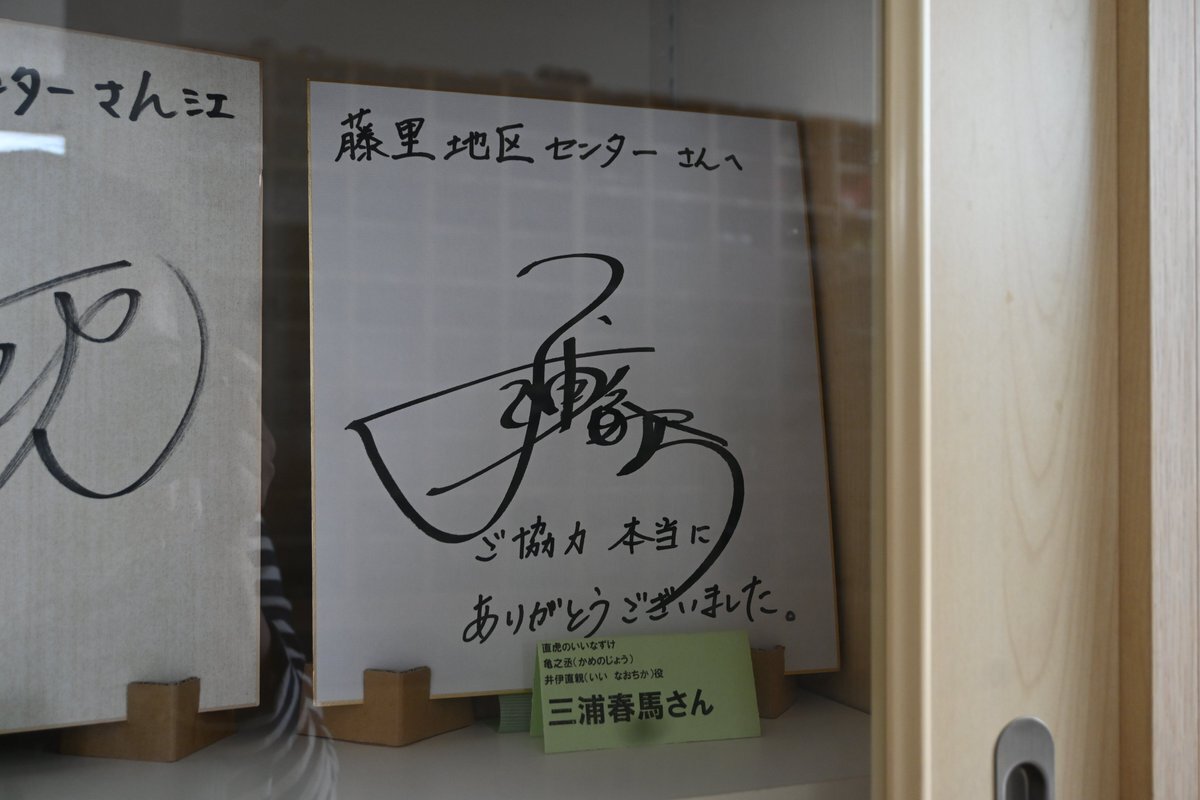 ターさん江
藤里地区センターさんへ
ご協力 本当に
ありがとうございました。
直虎のいいなずけ
亀之丞(かめのじょう)
井伊直親(いい なおちか)役
三浦春馬さん